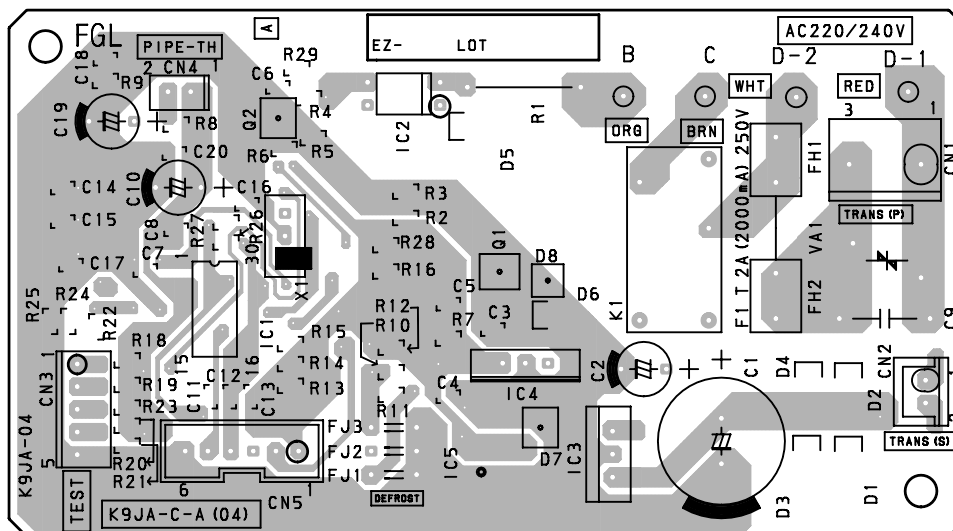 FGL
A
EZ- LOT
AC220/240V
PIPE-TH
C18
R9
2 CN4 1
C6
R29
B
C
D-2
D-1
WHT
RED
3 1
C19
R8
Q2
R4
R5
IC2
R1
D5
ORG
BRN
FH1
CN1
C20
R6
C10
C14
C16
R3
R2
TRANS(P)
C15
C8
R27
R26
30
R28
R16
Q1
D8
F1 T 2A(2000mA)250V
VA1
C7
1
C17
X1
C5
D6
K1
FH2
R25
R24
R22
C1
R12
R10
R7
C3
C9
R18
R15
R14
R13
15
16
CN3
1
R19
R23
C11
C12
C13
C4
IC4
C2
C1
D4
CN2
D2
R11
FJ3
FJ2
FJ1
D7
IC5
IC3
TRANS(S)
K9JA-04
5
R20
R21
6
1
CN5
DEFROST
TEST
K9JA-C-A(04)
D3
D1